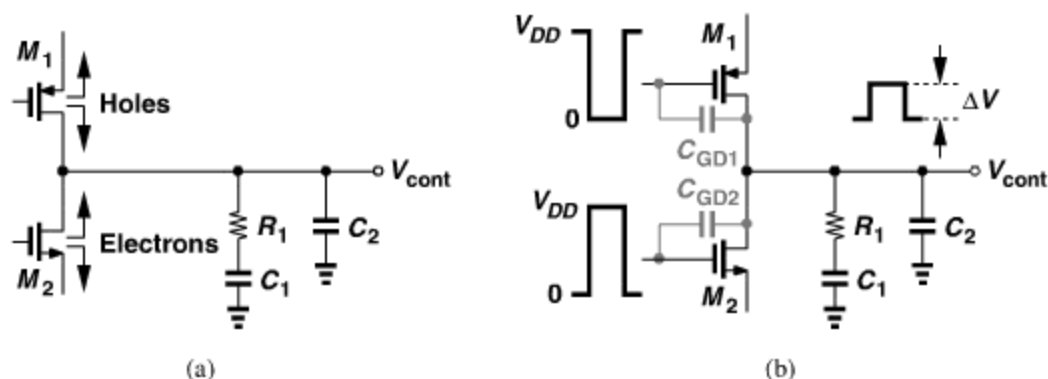 M1
Holes
Vcont
R1
C2
C1
Electrons
M2
(a)
VDD
0
M1
CGD1
ΔV
Vcont
CGD2
VDD
0
M2
R1
C2
C1
(b)